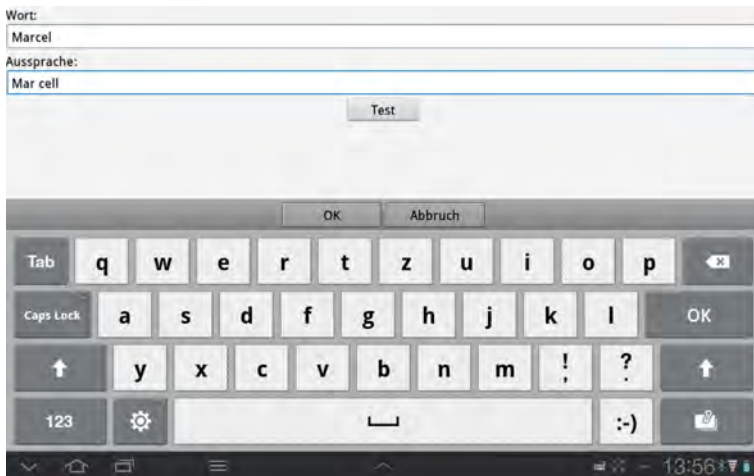 Wort:
Marcel
Aussprache:
Mar cell
Test
OK Abbruch
Tab q w e r t z u i o p
Caps Lock a s d f g h j k l OK
y x c v b n m ! , ? .
123 :-)
13:56